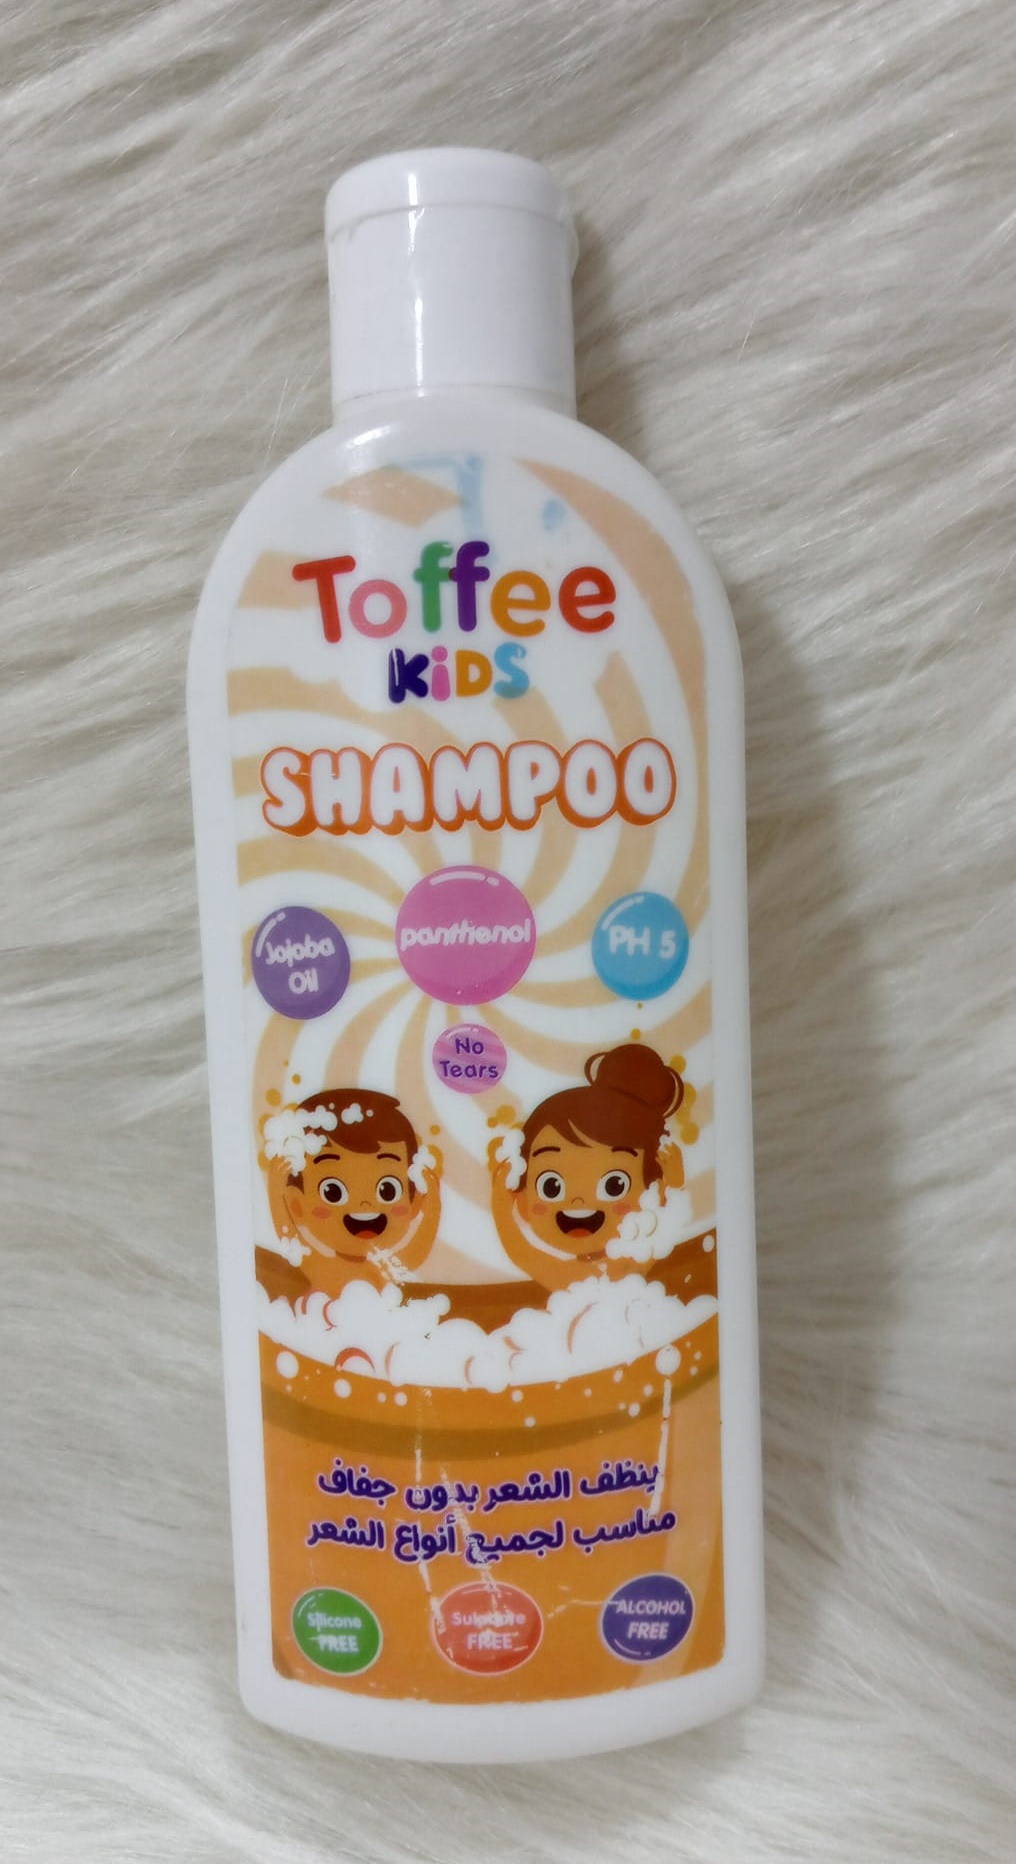 Toffee
KiDS
SHAMPOO
Jojoba
Oil
panthenol
PH 5
No
Tears
ينظف الشعر بدون جفاف
مناسب لجميع أنواع الشعر
Silicone
FREE
FREE
ALCOHOL
FREE